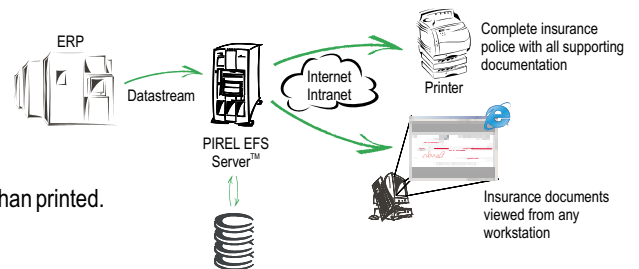 ERP
Datastream
PIREL EFS
Server™
Internet
Intranet
Printer
Complete insurance
police with all supporting
documentation
Insurance documents
viewed from any
workstation
han printed.